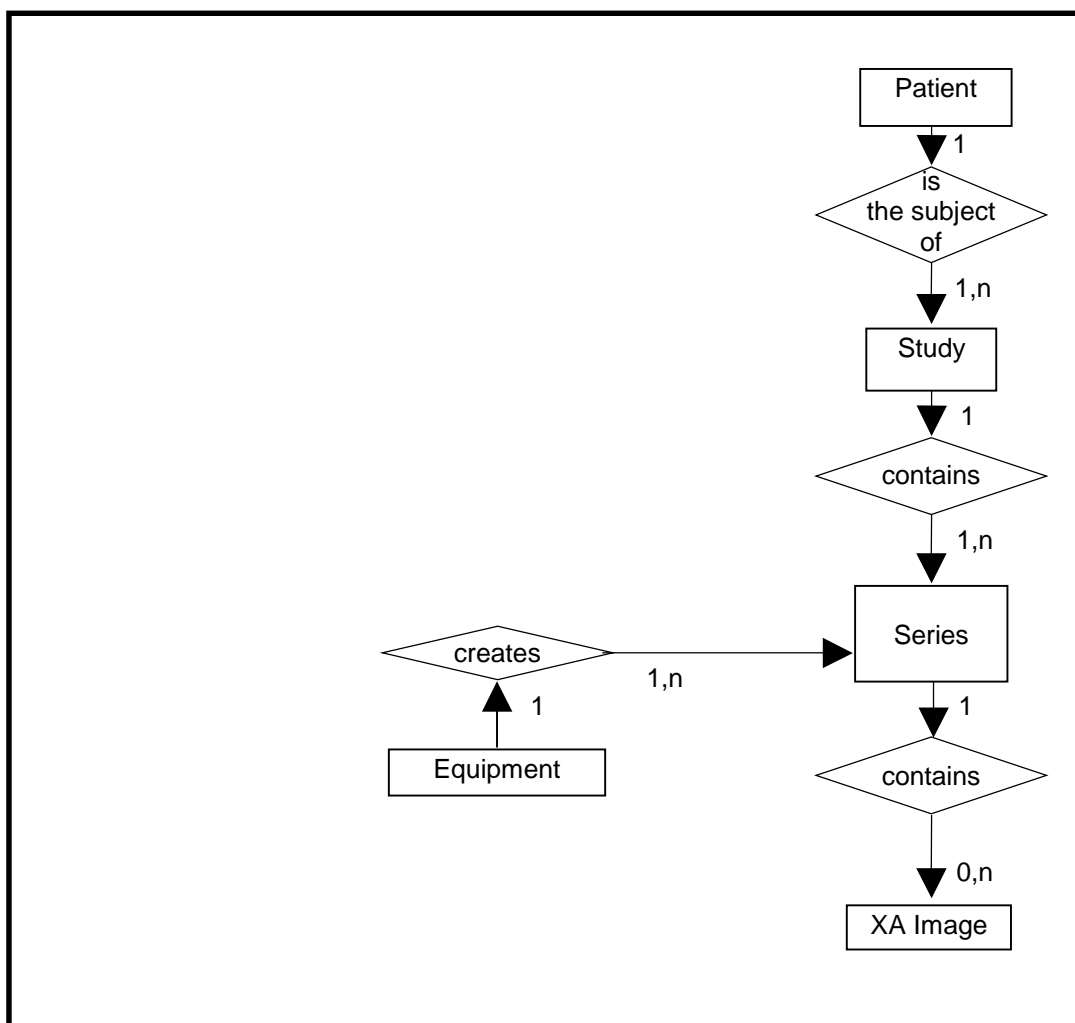 Patient
1
is
the subject
of
1,n
Study
1
contains
1,n
Series
creates
1,n
1
Equipment
1
contains
0,n
XA Image